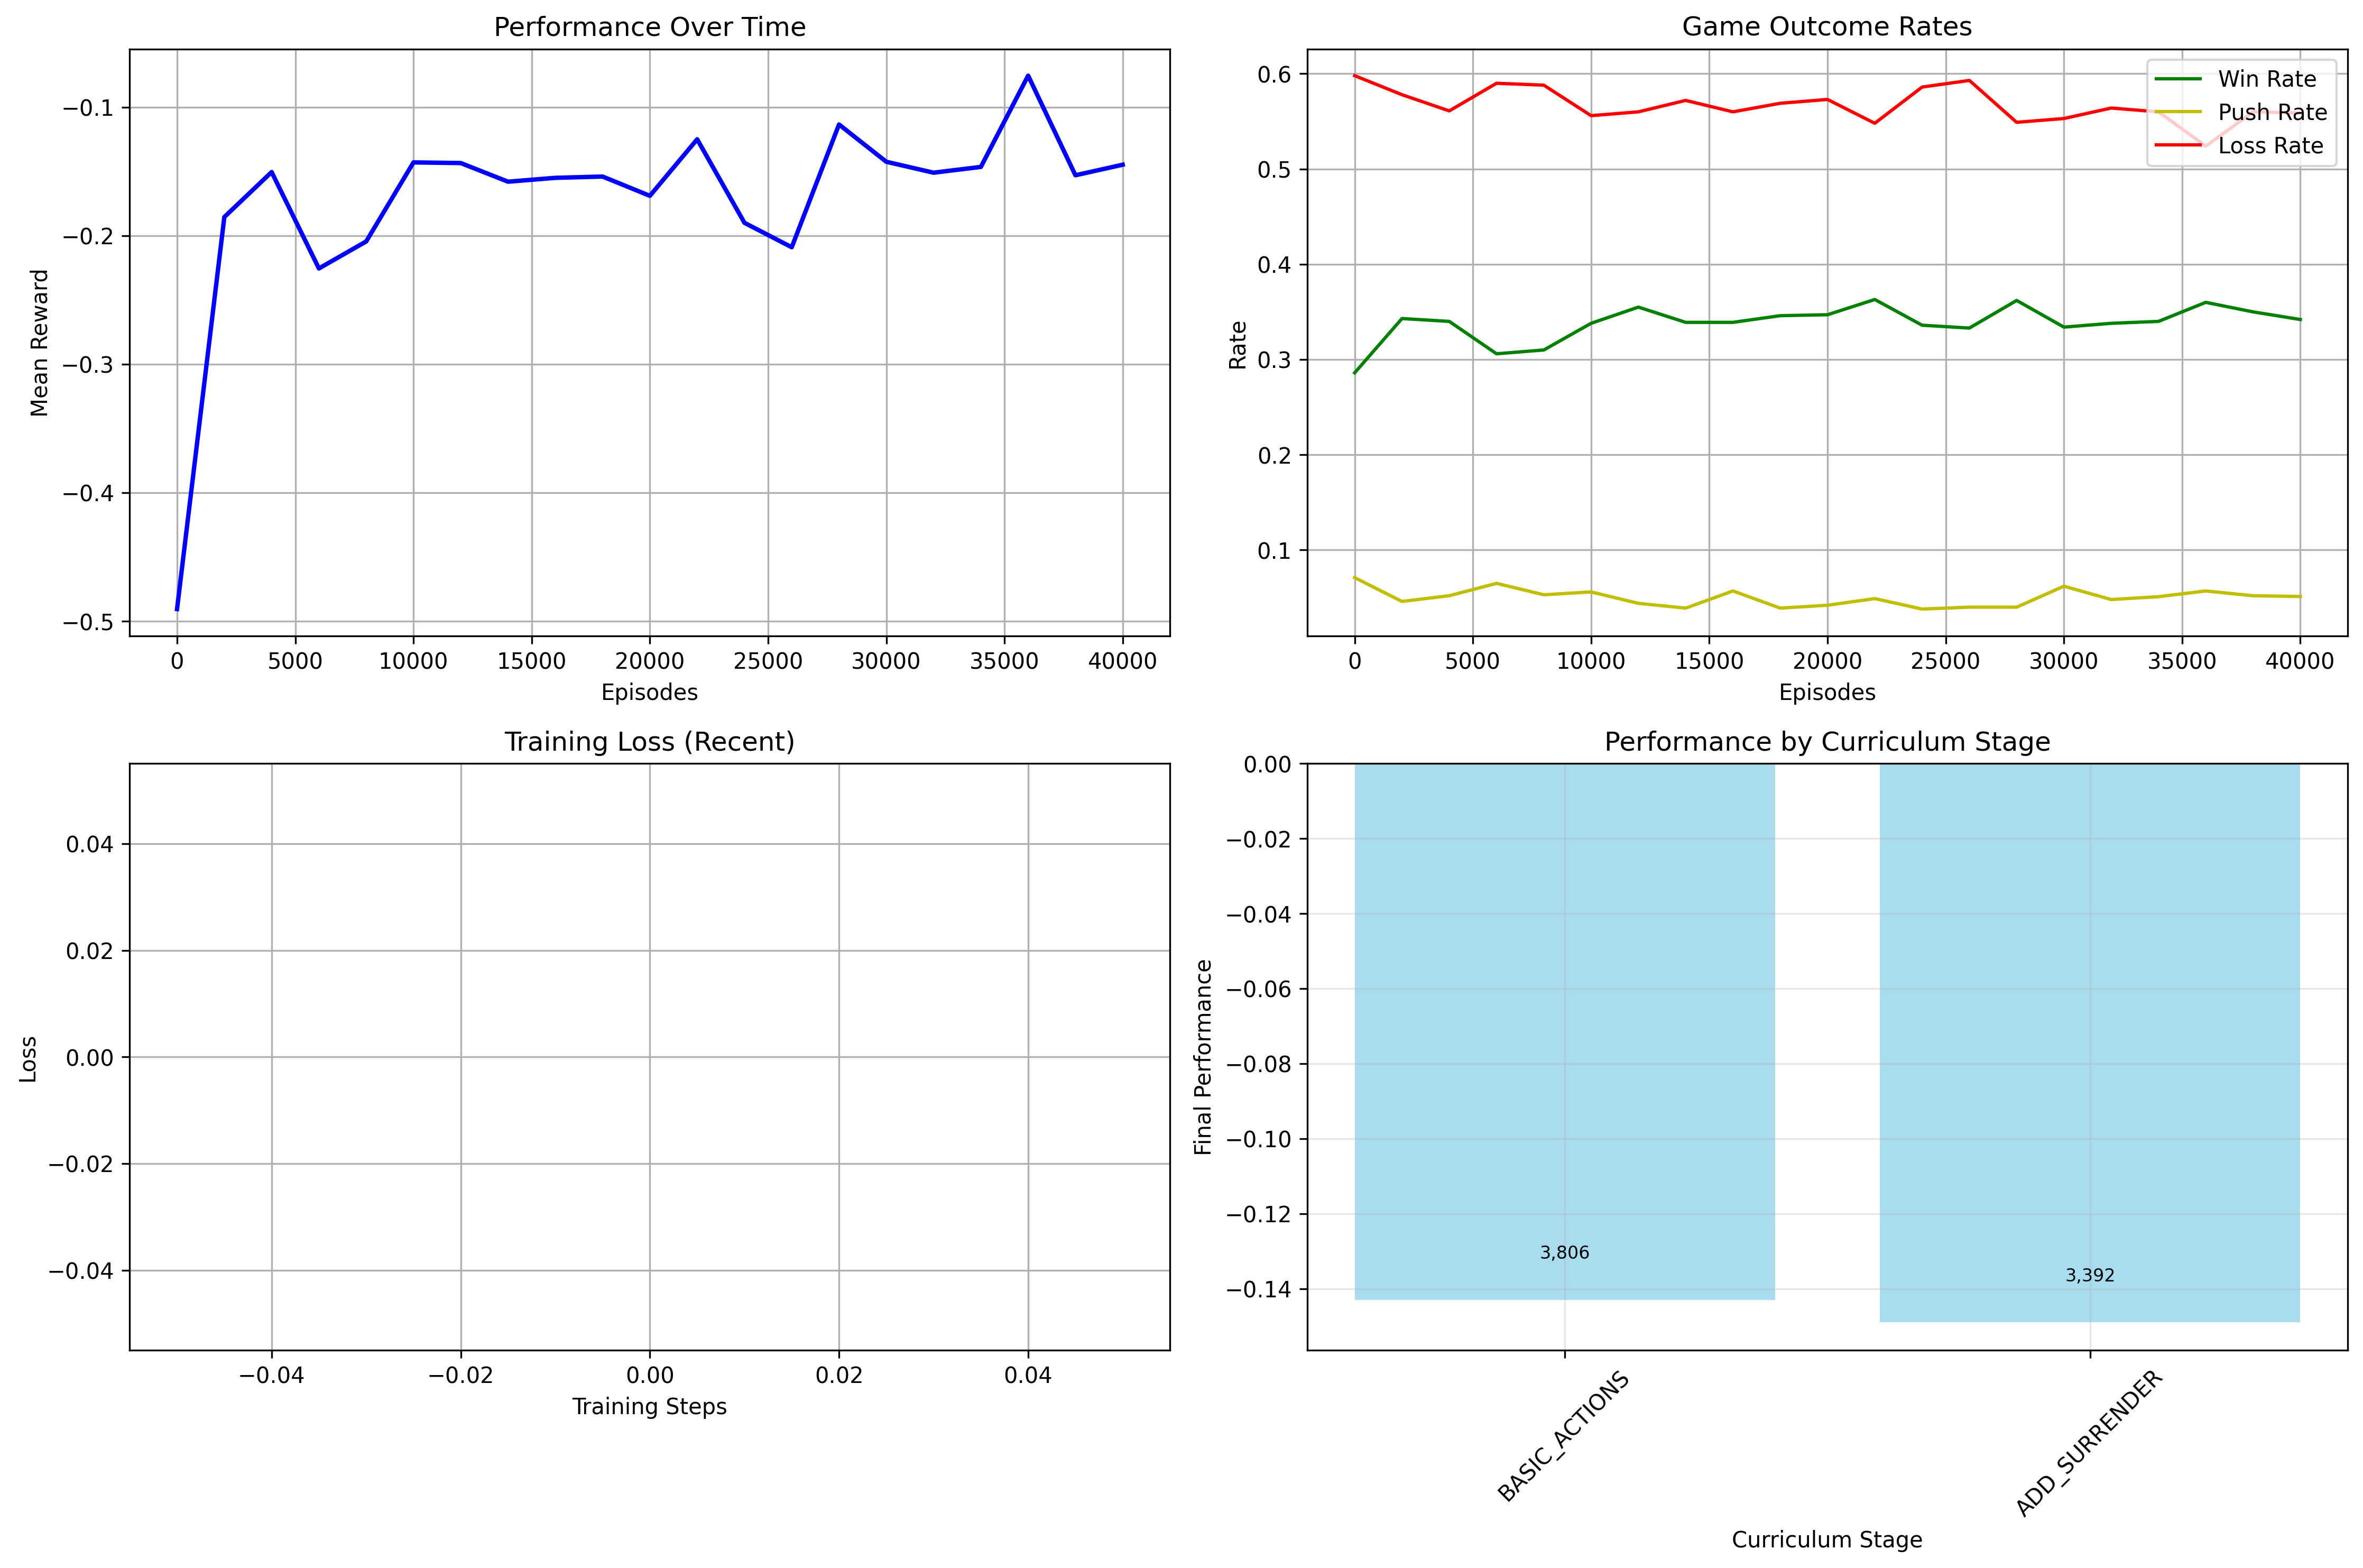 Performance Over Time
Mean Reward
−0.1
−0.2
−0.3
−0.4
−0.5
0 5000 10000 15000 20000 25000 30000 35000 40000
Episodes
Game Outcome Rates
Rate
0.6
0.5
0.4
0.3
0.2
0.1
Win Rate
Push Rate
Loss Rate
0 5000 10000 15000 20000 25000 30000 35000 40000
Episodes
Training Loss (Recent)
Loss
0.04
0.02
0.00
−0.02
−0.04
−0.04 −0.02 0.00 0.02 0.04
Training Steps
Performance by Curriculum Stage
Final Performance
0.00
−0.02
−0.04
−0.06
−0.08
−0.10
−0.12
−0.14
3,806
3,392
BASIC_ACTIONS
ADD_SURRENDER
Curriculum Stage